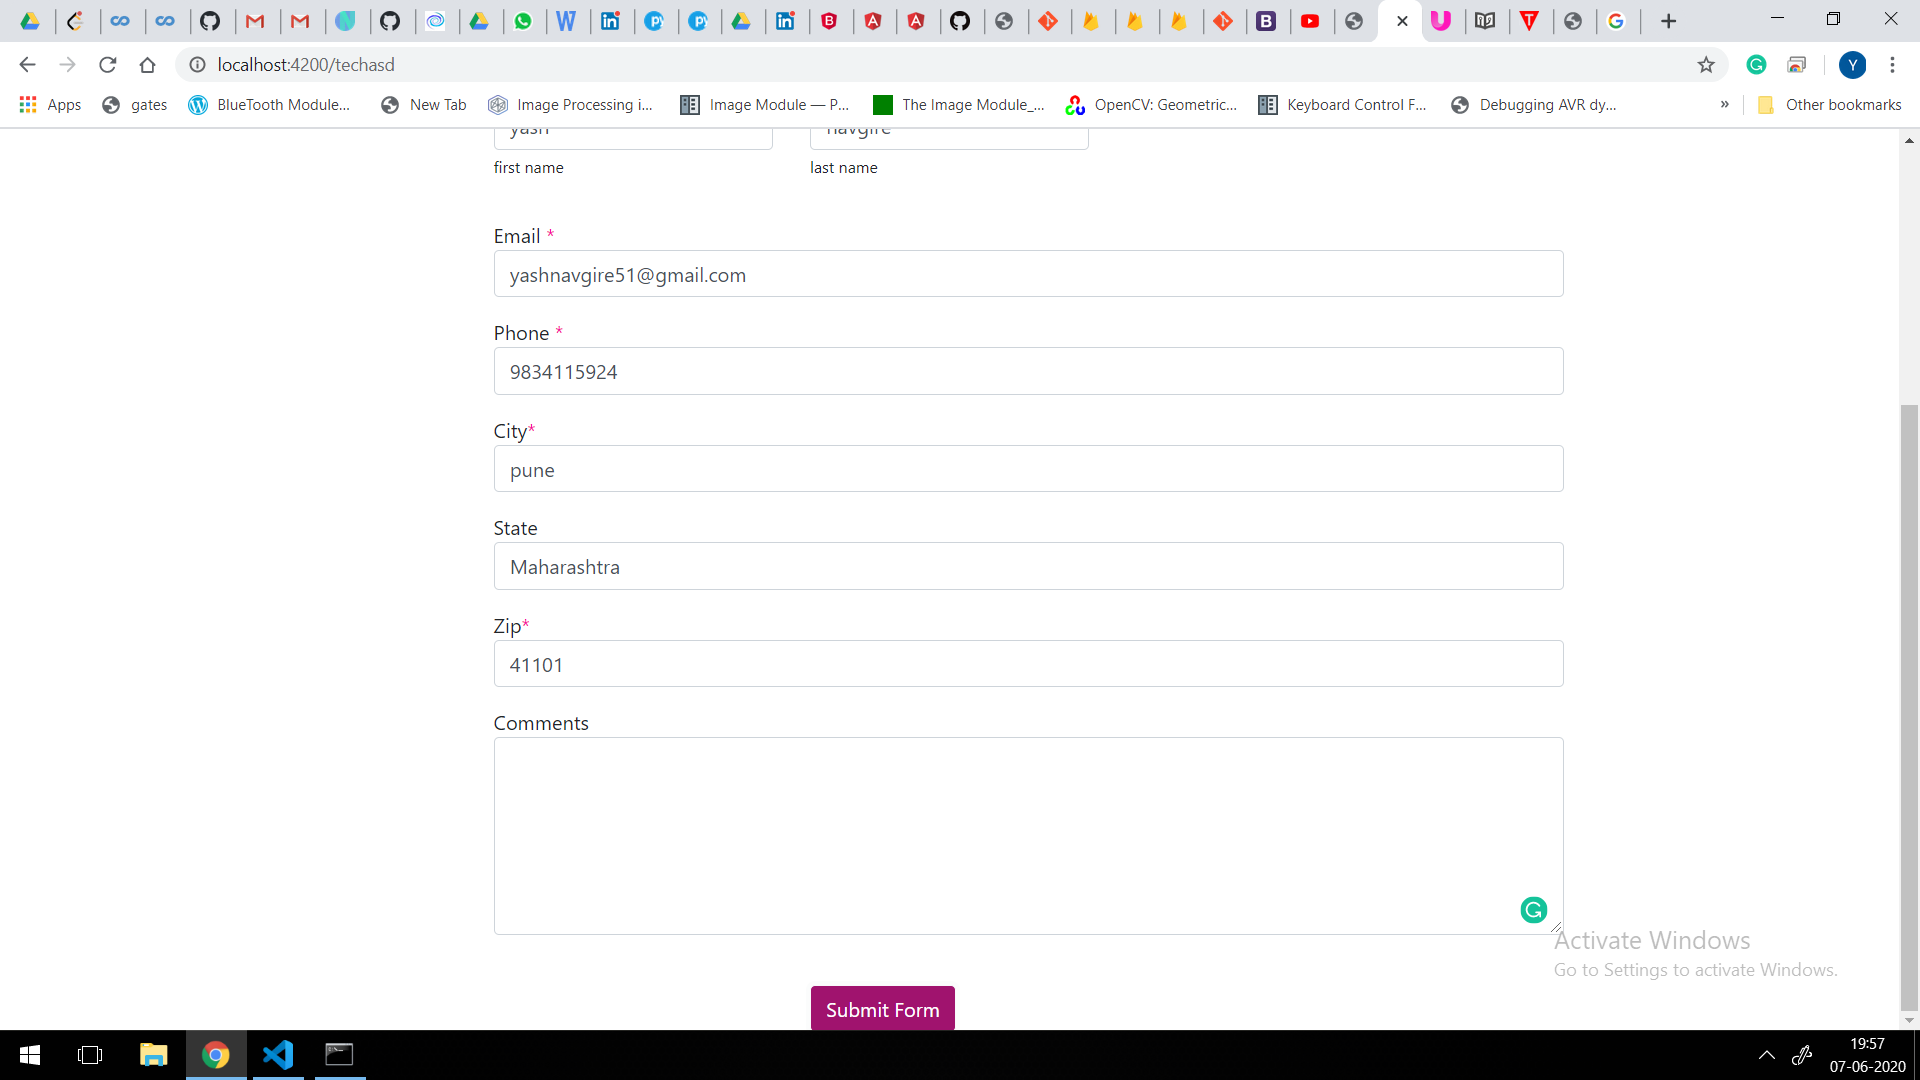 localhost:4200/techasd
Y
Apps gates BlueTooth Module... New Tab Image Processing i... Image Module — P... The Image Module_... OpenCV: Geometric... Keyboard Control F... Debugging AVR dy... » Other bookmarks
yash navgire
first name last name
Email *
yashnavgire51@gmail.com
Phone *
9834115924
City*
pune
State
Maharashtra
Zip*
41101
Comments
Activate Windows
Go to Settings to activate Windows.
Submit Form
19:57
07-06-2020